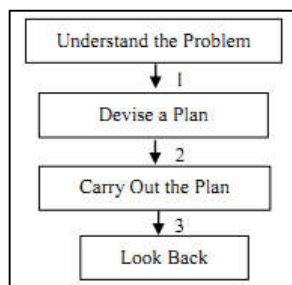 Understand the Problem
1
Devise a Plan
2
Carry Out the Plan
3
Look Back